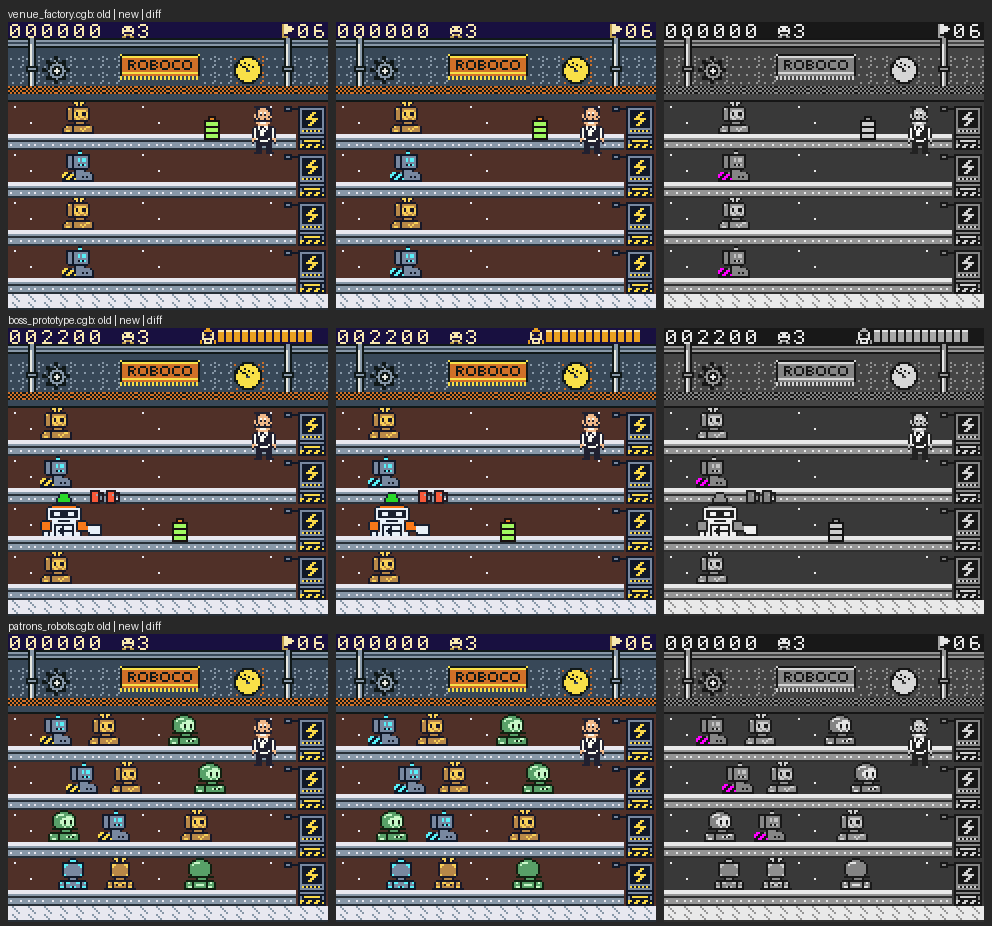 venue_factory.cgb: old | new | diff
000000 3 06 000000 3 06 000000 3 06
ROBOCO ROBOCO ROBOCO
boss_prototype.cgb: old | new | diff
002200 3 002200 3 002200 3
ROBOCO ROBOCO ROBOCO
patrons_robots.cgb: old | new | diff
000000 3 06 000000 3 06 000000 3 06
ROBOCO ROBOCO ROBOCO